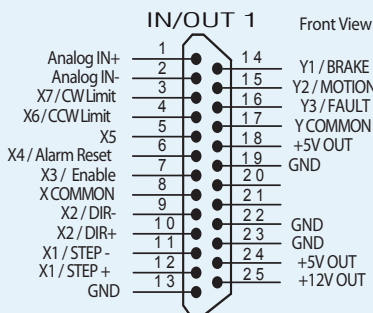 IN/OUT 1
Front View
1
Analog IN+
2
Analog IN-
3
X7/CW Limit
4
X6/CCW Limit
5
X5
6
X4/Alarm Reset
7
X3 / Enable
8
X COMMON
9
X2/DIR-
10
X2/DIR+
11
X1/STEP -
12
X1/STEP +
13
GND
14
Y1/BRAKE
15
Y2/MOTION
16
Y3/FAULT
17
Y COMMON
18
+5V OUT
19
GND
20
21
22
GND
23
GND
24
+5V OUT
25
+12V OUT